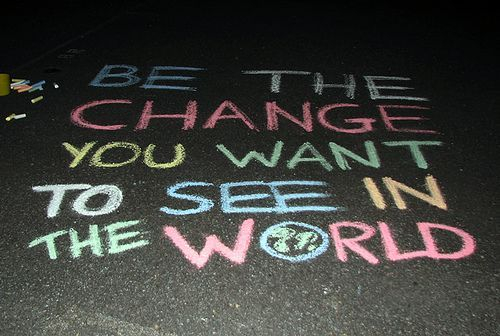 BE THE
CHANGE
YOU WANT
TO SEE IN
THE WORLD